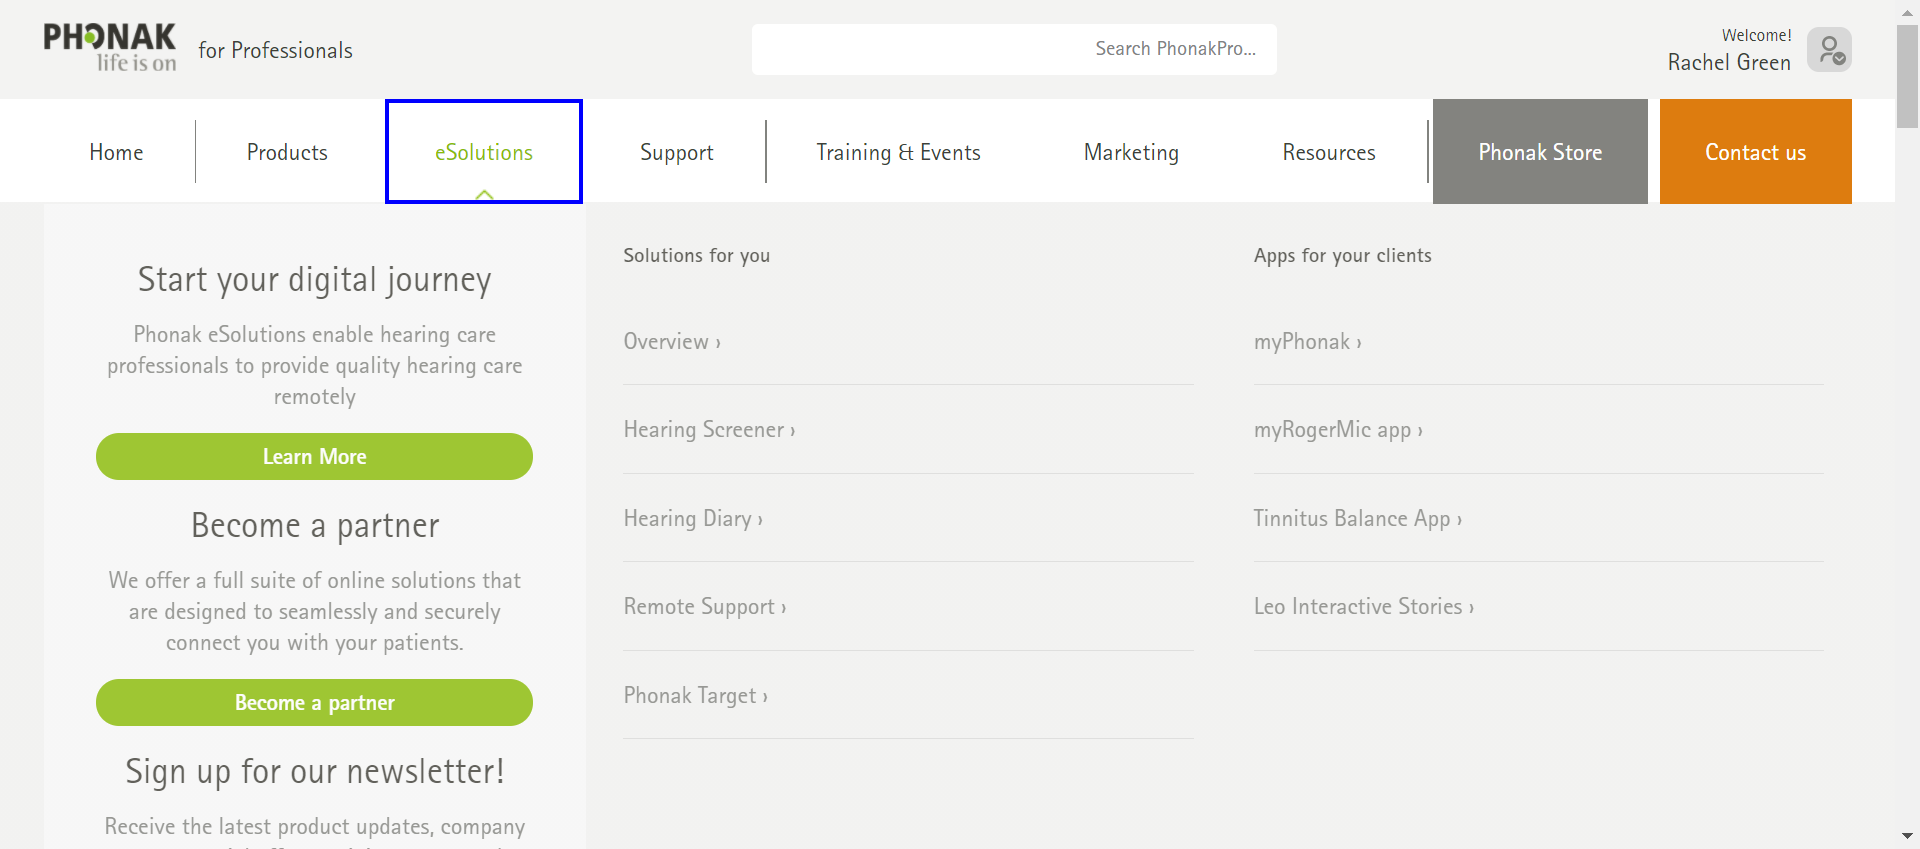 PHONAK
life is on
for Professionals
Search PhonakPro...
Welcome!
Rachel Green
Home
Products
eSolutions
Support
Training & Events
Marketing
Resources
Phonak Store
Contact us
Start your digital journey
Phonak eSolutions enable hearing care
professionals to provide quality hearing care
remotely
Learn More
Become a partner
We offer a full suite of online solutions that
are designed to seamlessly and securely
connect you with your patients.
Become a partner
Sign up for our newsletter!
Receive the latest product updates, company
Solutions for you
Overview ›
Hearing Screener ›
Hearing Diary ›
Remote Support ›
Phonak Target ›
Apps for your clients
myPhonak ›
myRogerMic app ›
Tinnitus Balance App ›
Leo Interactive Stories ›